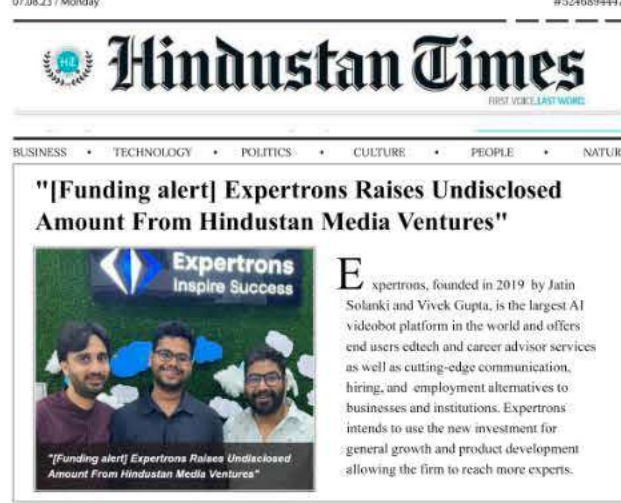 07.08.23 / Monday
#5246894447
HT
Hindustan Times
FIRST VOICE. LAST WORD.
BUSINESS • TECHNOLOGY • POLITICS • CULTURE • PEOPLE • NATUR
"[Funding alert] Expertrons Raises Undisclosed
Amount From Hindustan Media Ventures"
Expertrons
Inspire Success
"[Funding alert] Expertrons Raises Undisclosed
Amount From Hindustan Media Ventures"
Expertrons, founded in 2019 by Jatin
Solanki and Vivek Gupta, is the largest AI
videobot platform in the world and offers
end users edtech and career advisor services
as well as cutting-edge communication,
hiring, and employment alternatives to
businesses and institutions. Expertrons
intends to use the new investment for
general growth and product development
allowing the firm to reach more experts.